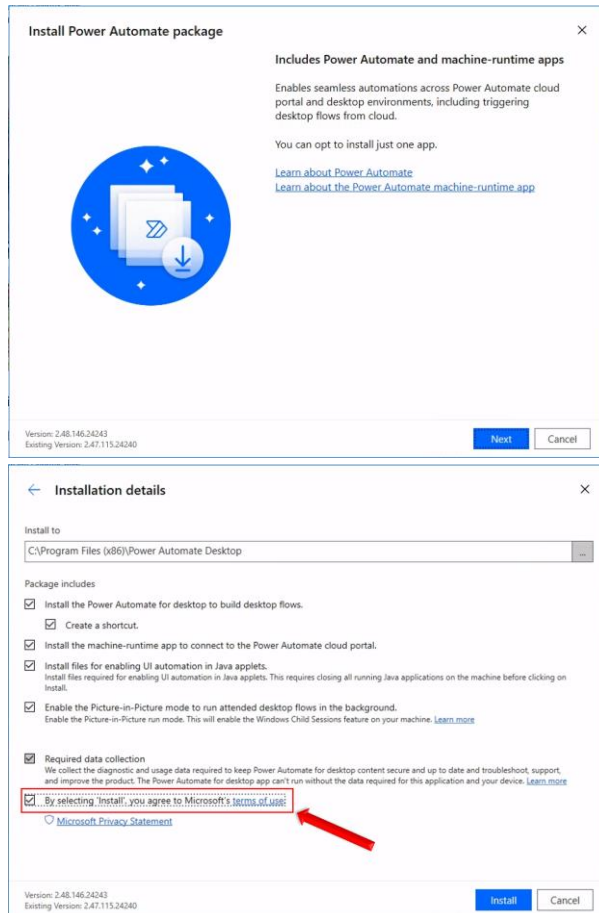 Install Power Automate package
Includes Power Automate and machine-runtime apps
Enables seamless automations across Power Automate cloud
portal and desktop environments, including triggering
desktop flows from cloud.
You can opt to install just one app.
Learn about Power Automate
Learn about the Power Automate machine-runtime app
Version: 2.48.146.24243
Existing Version: 2.47.115.24240
Next
Cancel
Installation details
Install to
C:\Program Files (x86)\Power Automate Desktop
...
Package includes
Install the Power Automate for desktop to build desktop flows.
Create a shortcut.
Install the machine-runtime app to connect to the Power Automate cloud portal.
Install files for enabling UI automation in Java applets.
Install files required for enabling UI automation in Java applets. This requires closing all running Java applications on the machine before clicking on
Install.
Enable the Picture-in-Picture mode to run attended desktop flows in the background.
Enable the Picture-in-Picture run mode. This will enable the Windows Child Sessions feature on your machine. Learn more
Required data collection
We collect the diagnostic and usage data required to keep Power Automate for desktop content secure and up to date and troubleshoot, support,
and improve the product. The Power Automate for desktop app can't run without the data required for this application and your device. Learn more
By selecting 'Install', you agree to Microsoft's terms of use.
Microsoft Privacy Statement
Version: 2.48.146.24243
Existing Version: 2.47.115.24240
Install
Cancel